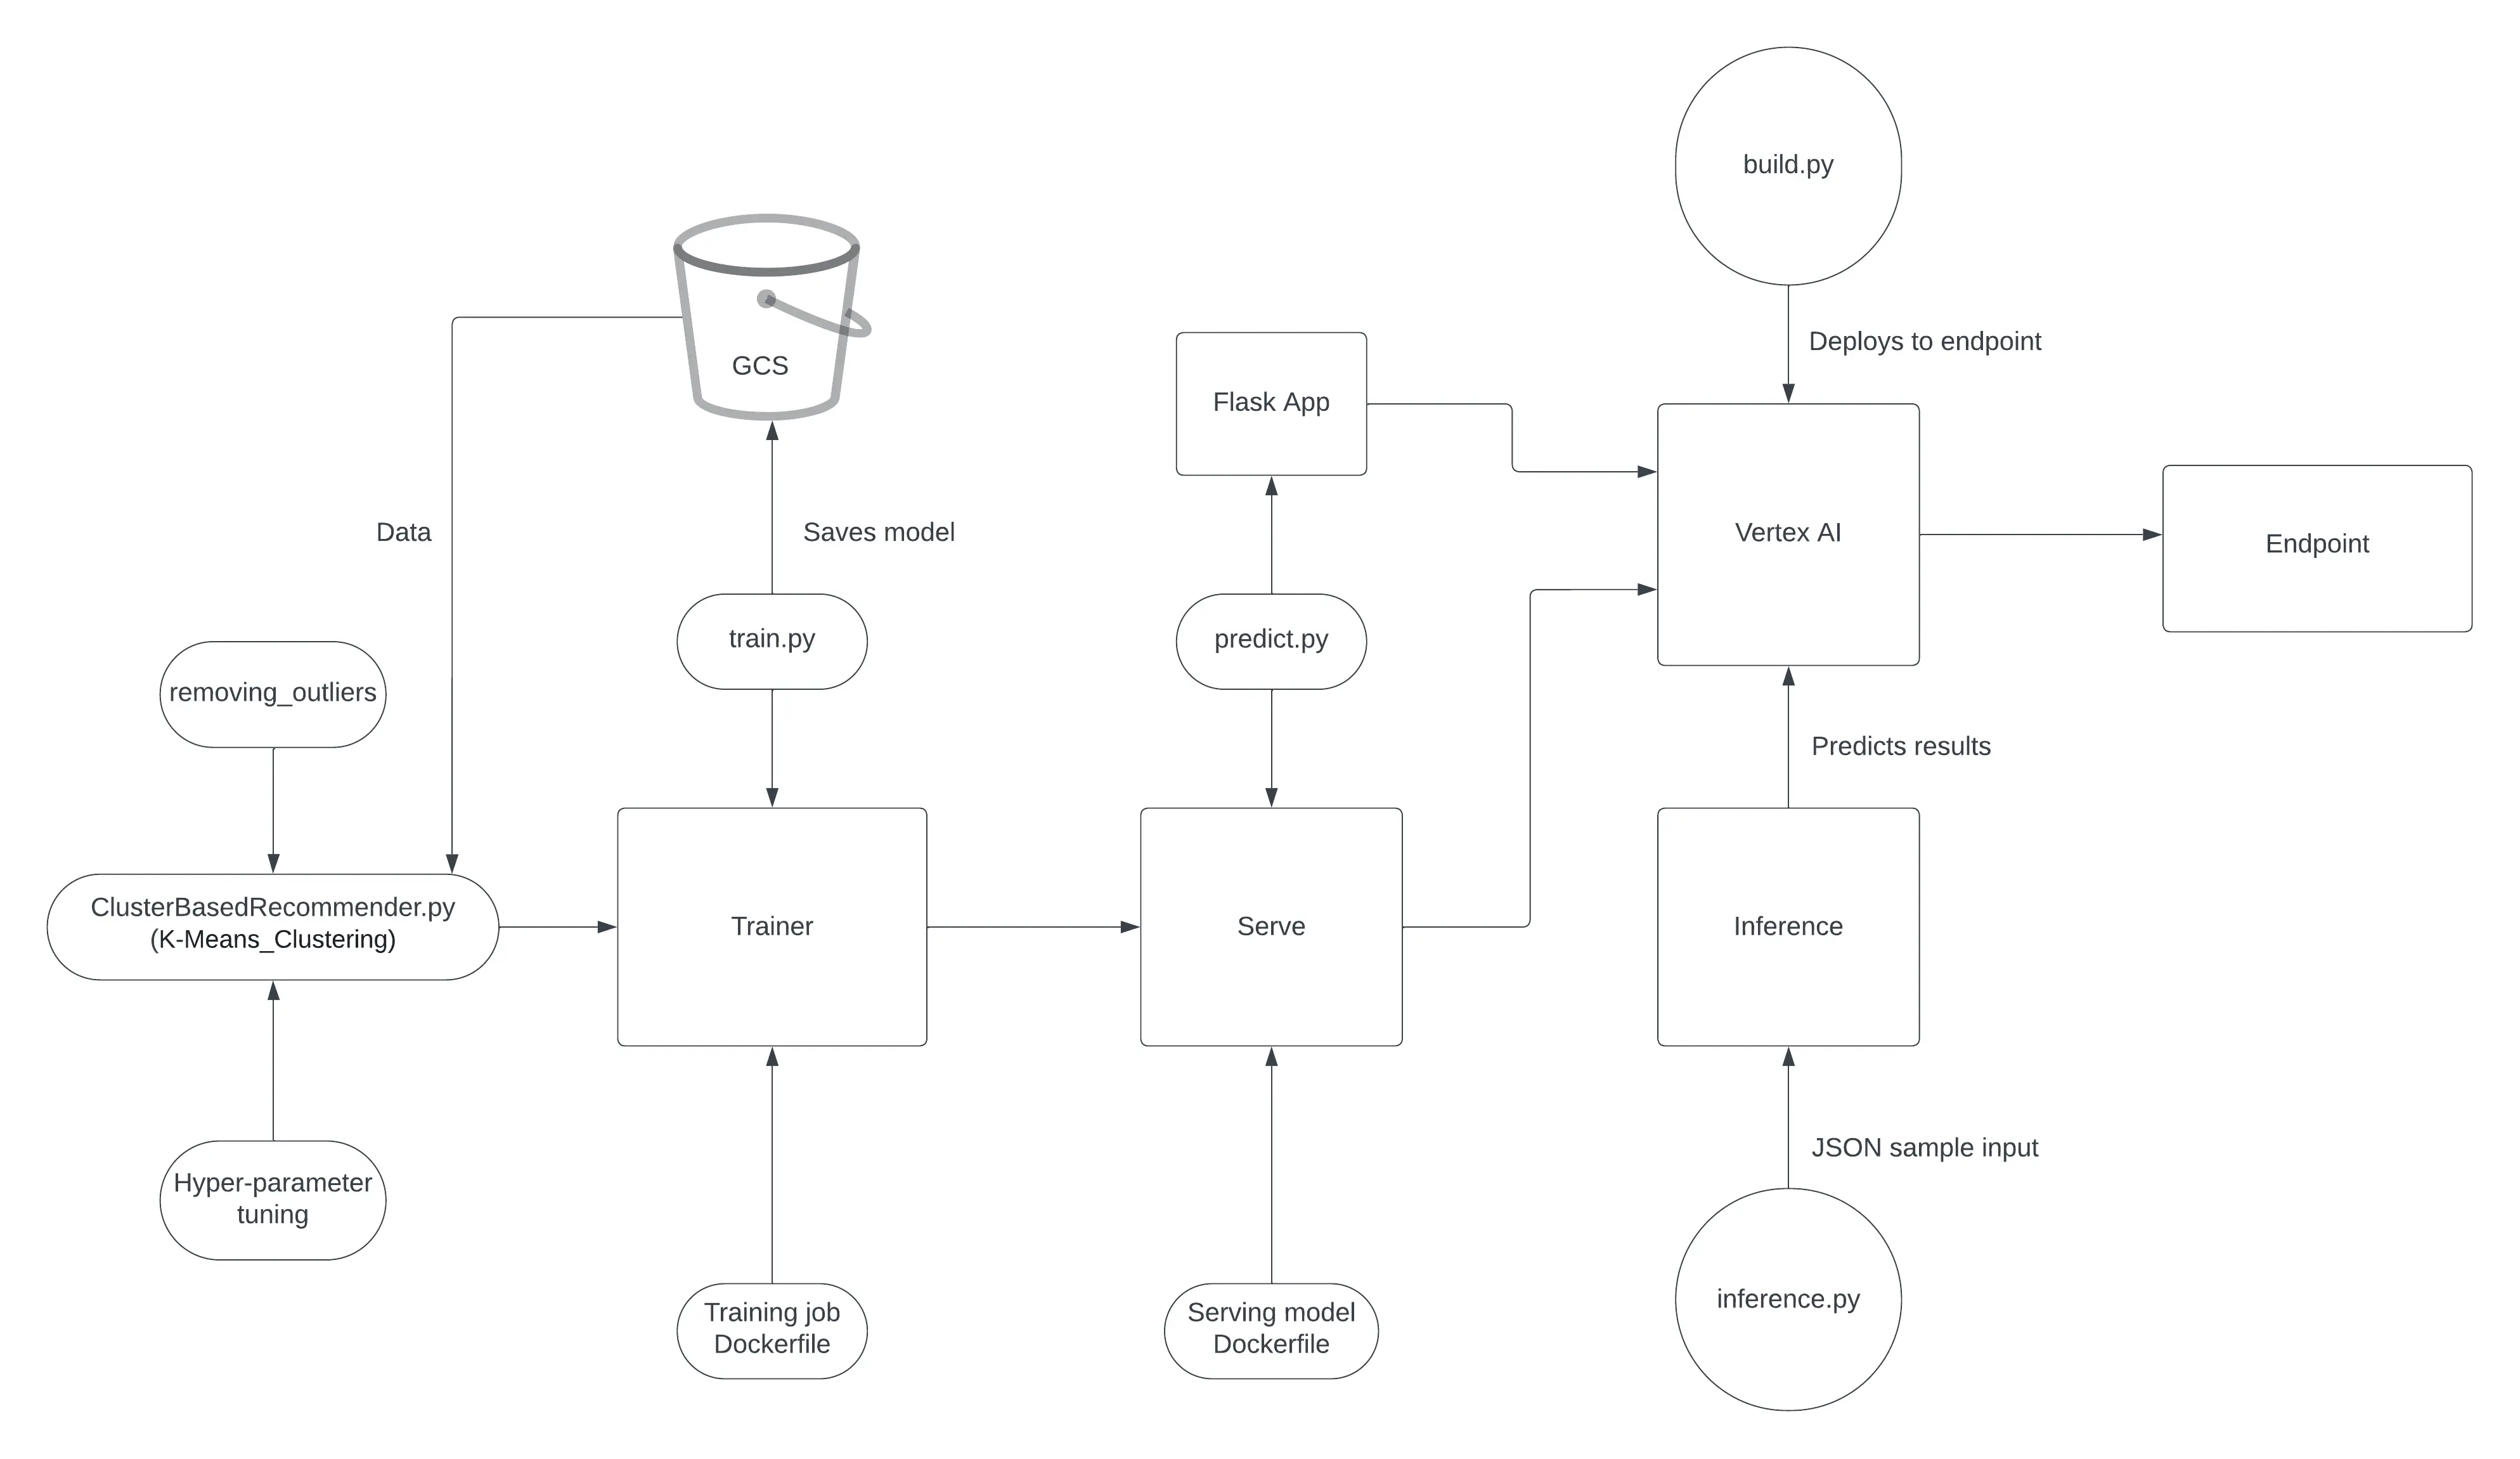 build.py
Deploys to endpoint
GCS
Flask App
Data
Saves model
Vertex AI
Endpoint
train.py
predict.py
removing_outliers
Predicts results
ClusterBasedRecommender.py
(K-Means_Clustering)
Trainer
Serve
Inference
JSON sample input
Hyper-parameter
tuning
Training job
Dockerfile
Serving model
Dockerfile
inference.py